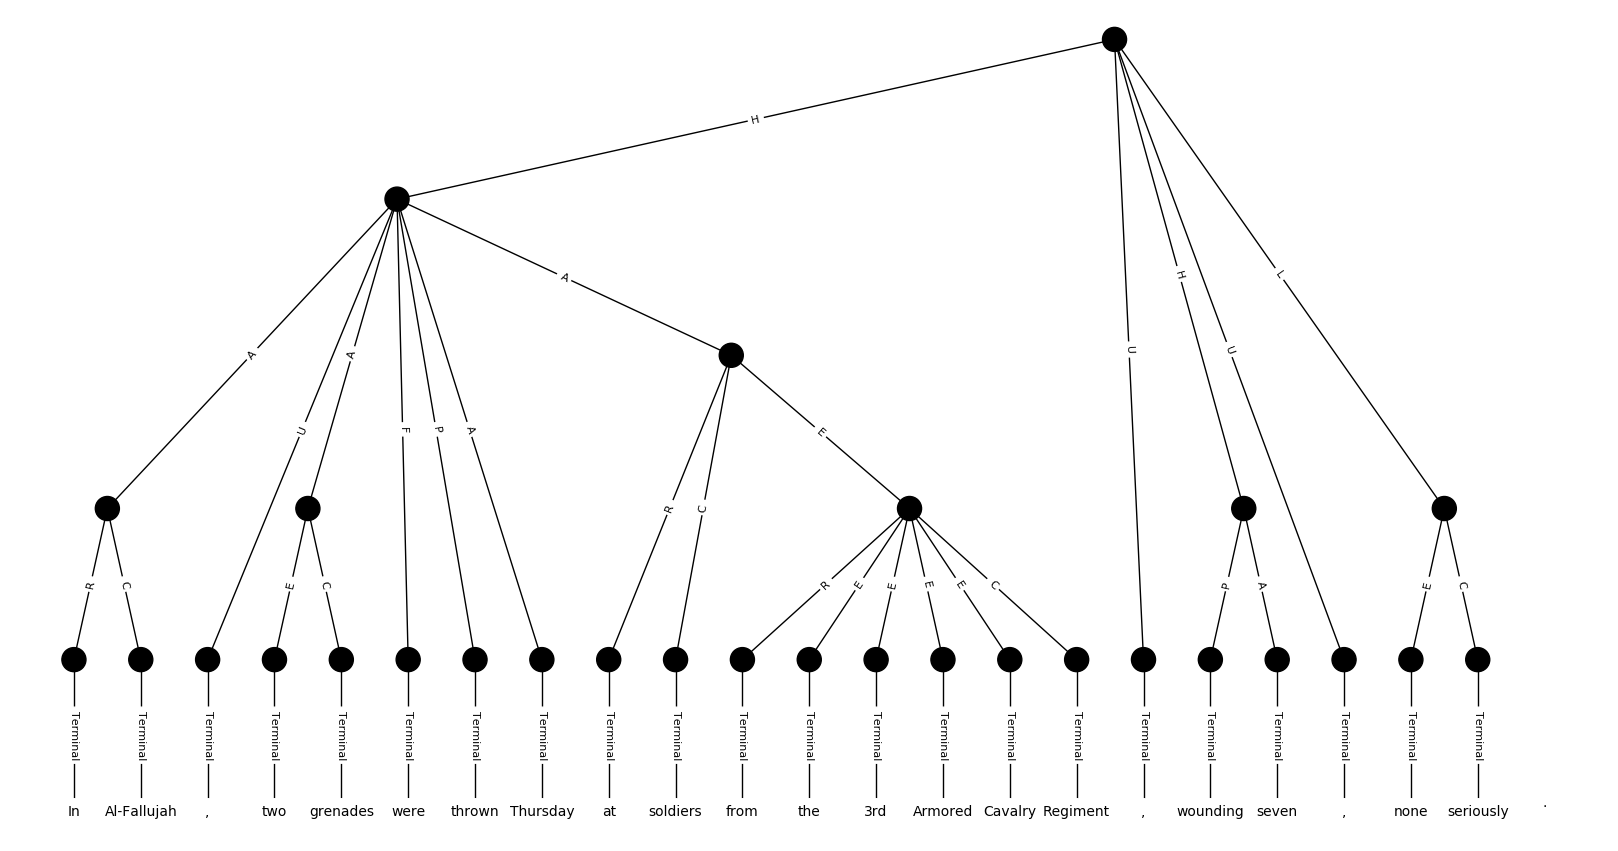 H
A
A
A
L
H
U
U
U
F
P
A
E
R
C
R
C
E
C
R
E
E
E
E
C
P
A
E
C
Terminal Terminal Terminal Terminal Terminal Terminal Terminal Terminal Terminal Terminal Terminal Terminal Terminal Terminal Terminal Terminal Terminal Terminal Terminal Terminal Terminal Terminal
In Al-Fallujah , two grenades were thrown Thursday at soldiers from the 3rd Armored Cavalry Regiment , wounding seven , none seriously .